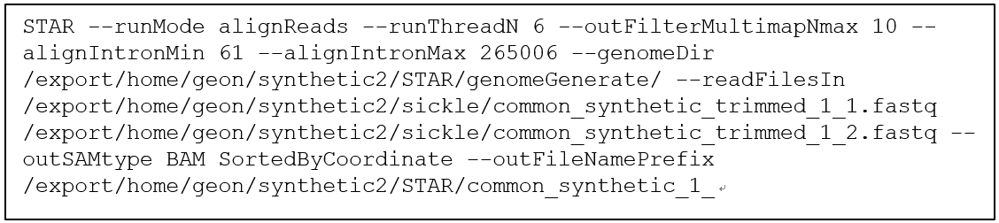 STAR --runMode alignReads --runThreadN 6 --outFilterMultimapNmax 10 --
alignIntronMin 61 --alignIntronMax 265006 --genomeDir
/export/home/geon/synthetic2/STAR/genomeGenerate/ --readFilesIn
/export/home/geon/synthetic2/sickle/common_synthetic_trimmed_1_1.fastq
/export/home/geon/synthetic2/sickle/common_synthetic_trimmed_1_2.fastq --
outSAMtype BAM SortedByCoordinate --outFileNamePrefix
/export/home/geon/synthetic2/STAR/common_synthetic_1_